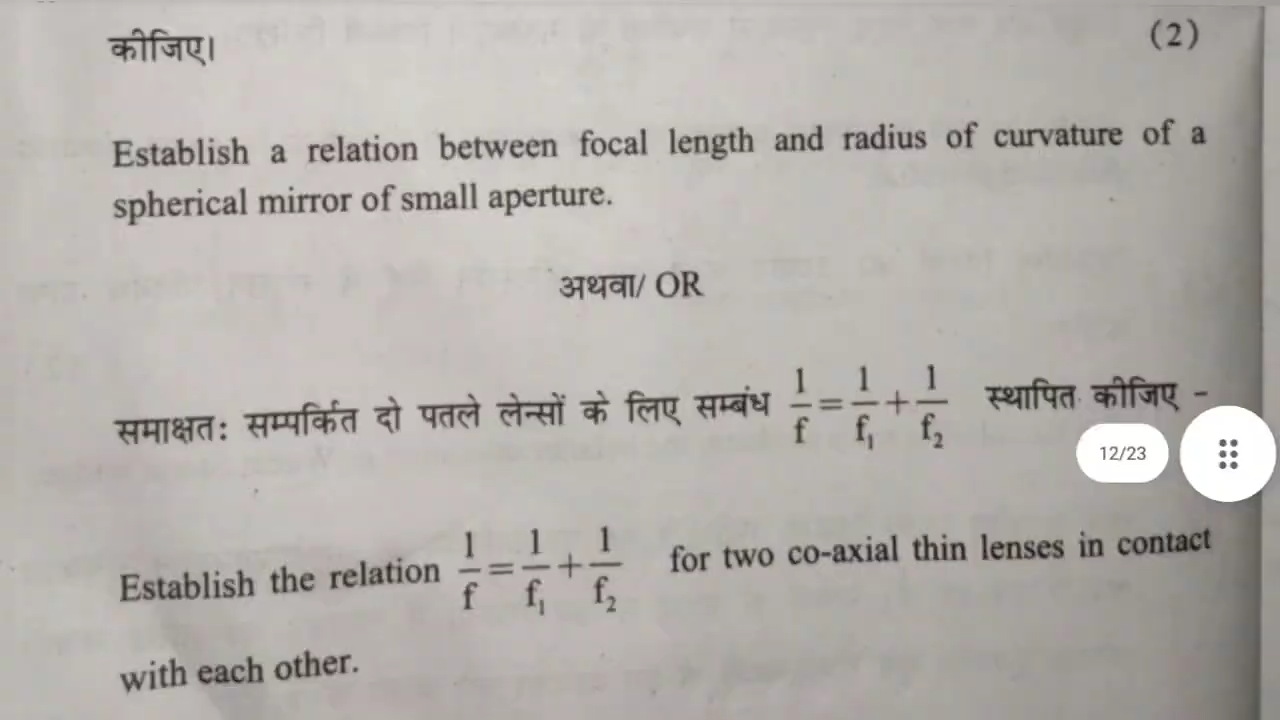 कीजिए।
(2)
Establish a relation between focal length and radius of curvature of a
spherical mirror of small aperture.
अथवा/ OR
समाक्षतः सम्पर्कित दो पतले लेन्सों के लिए सम्बंध 1/f = 1/f₁ + 1/f₂ स्थापित कीजिए -
12/23
Establish the relation 1/f = 1/f₁ + 1/f₂ for two co-axial thin lenses in contact
with each other.